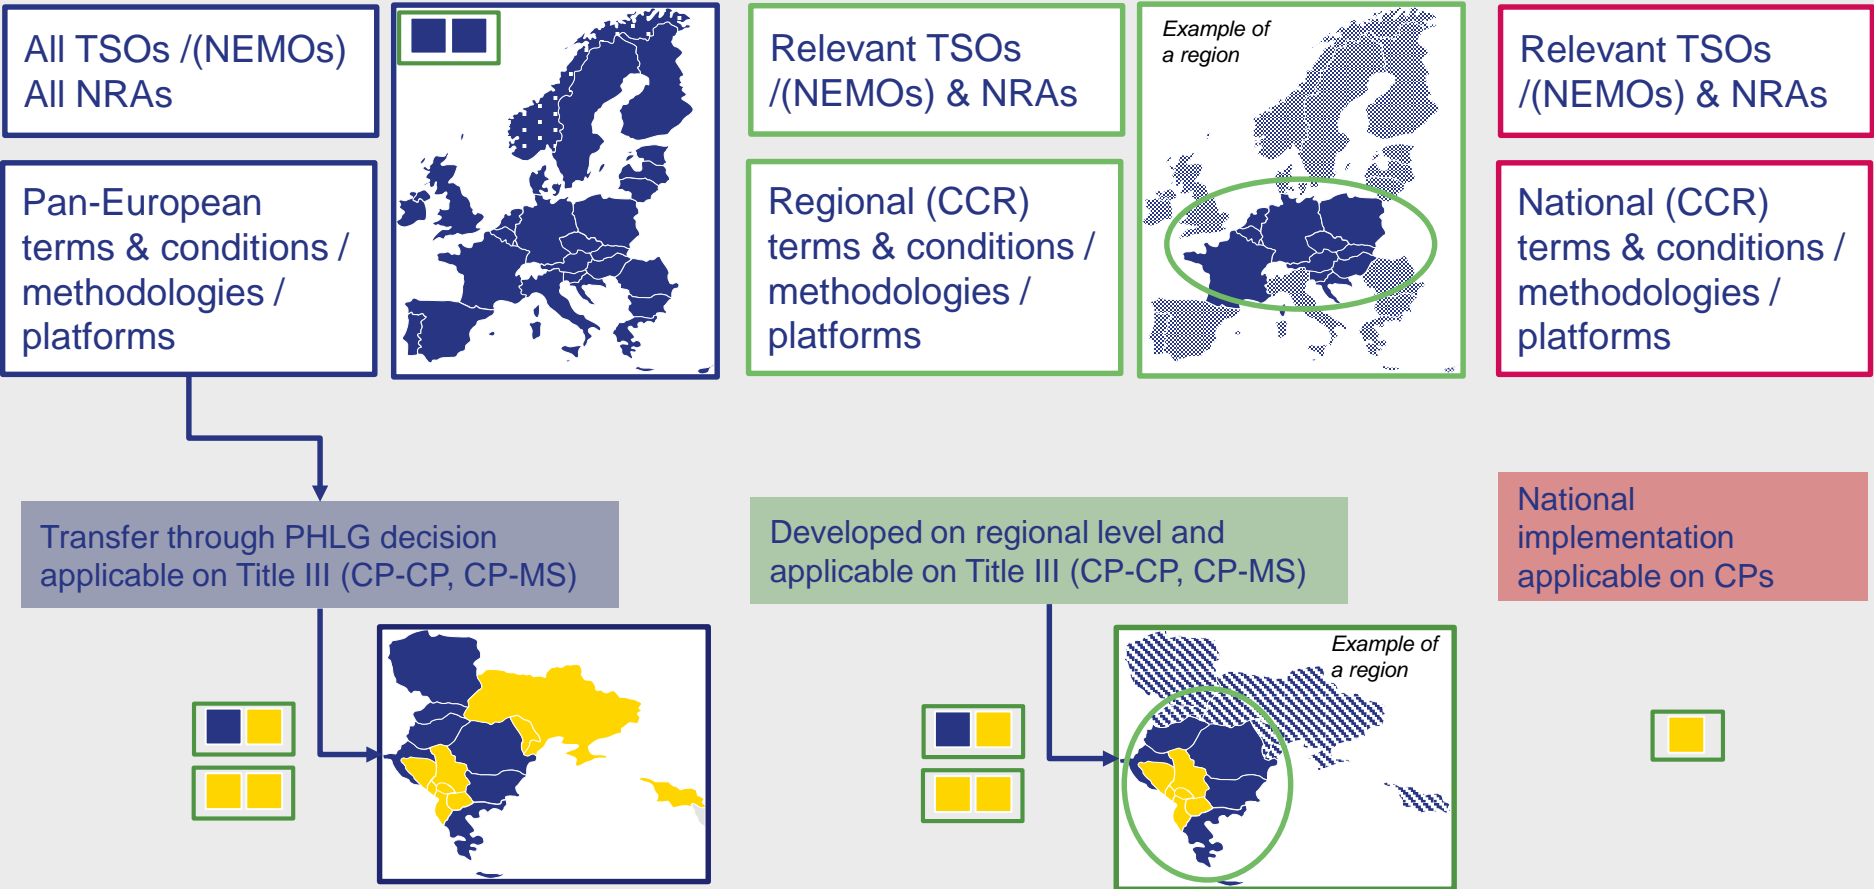 All TSOs /(NEMOs)
All NRAs
Pan-European
terms & conditions /
methodologies /
platforms
Relevant TSOs
/(NEMOs) & NRAs
Regional (CCR)
terms & conditions /
methodologies /
platforms
Example of
a region
Relevant TSOs
/(NEMOs) & NRAs
National (CCR)
terms & conditions /
methodologies /
platforms
Transfer through PHLG decision
applicable on Title III (CP-CP, CP-MS)
Developed on regional level and
applicable on Title III (CP-CP, CP-MS)
National
implementation
applicable on CPs
Example of
a region